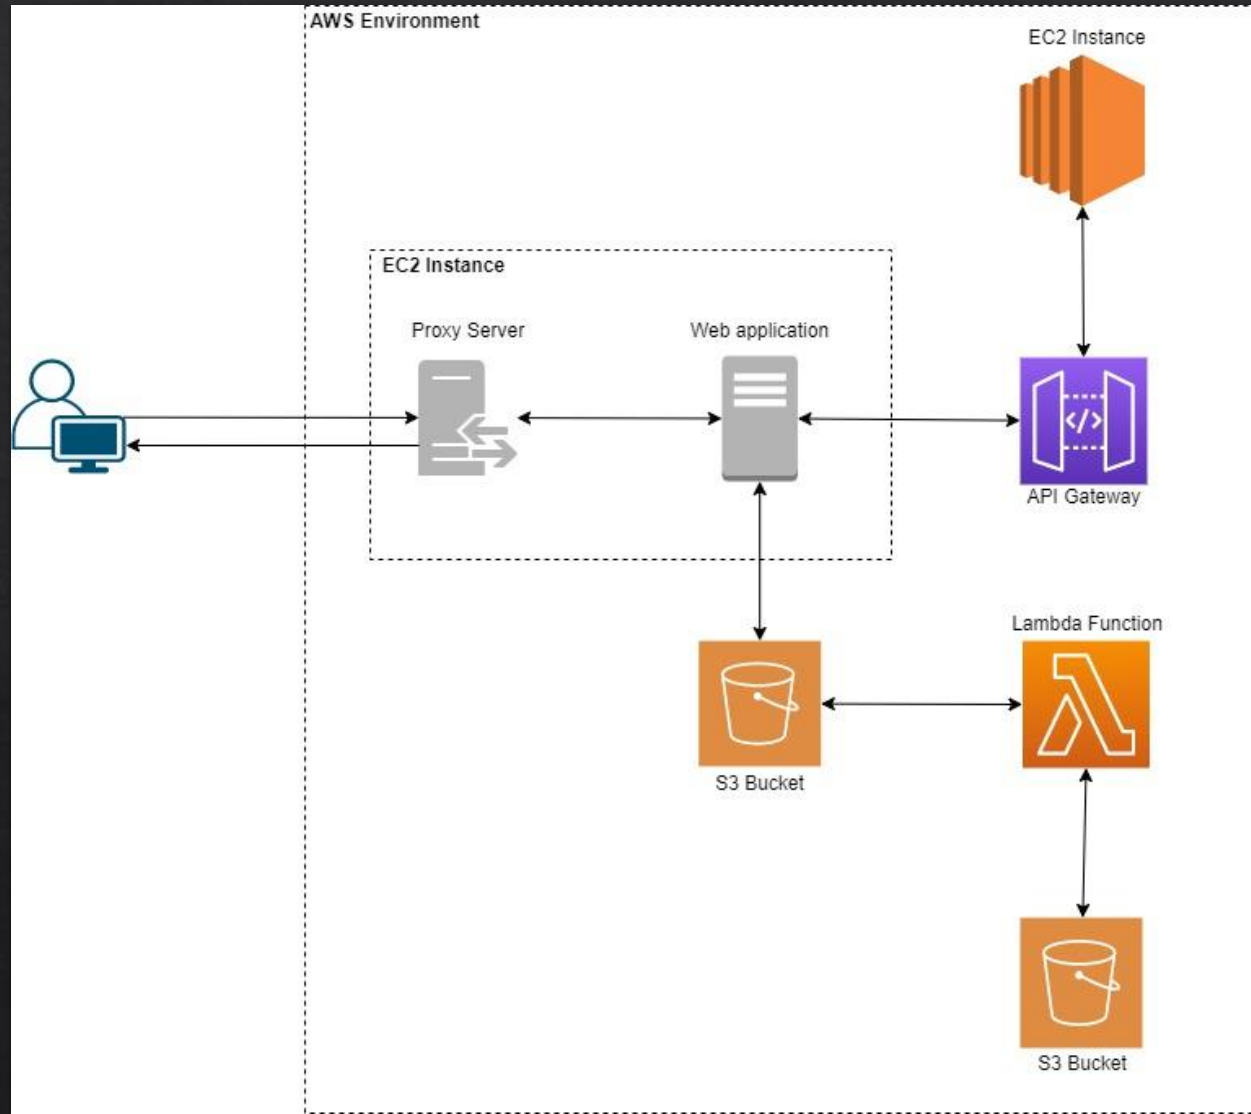 AWS Environment
EC2 Instance
EC2 Instance
Proxy Server
Web application
</>
API Gateway
Lambda Function
S3 Bucket
S3 Bucket